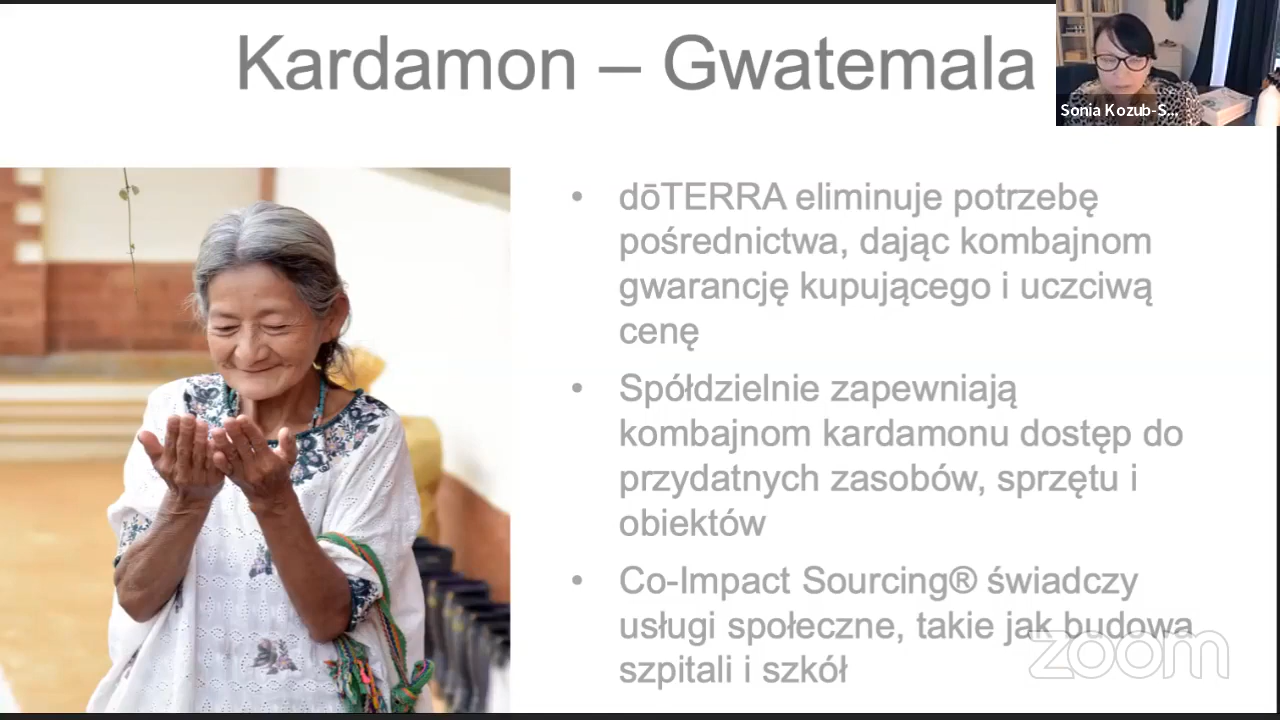 Kardamon – Gwatemala
Sonia Kozub-S...
• dōTERRA eliminuje potrzebę
pośrednictwa, dając kombajnom
gwarancję kupującego i uczciwą
cenę
• Spółdzielnie zapewniają
kombajnom kardamonu dostęp do
przydatnych zasobów, sprzętu i
obiektów
• Co-Impact Sourcing® świadczy
usługi społeczne, takie jak budowa
szpitali i szkół
zoom